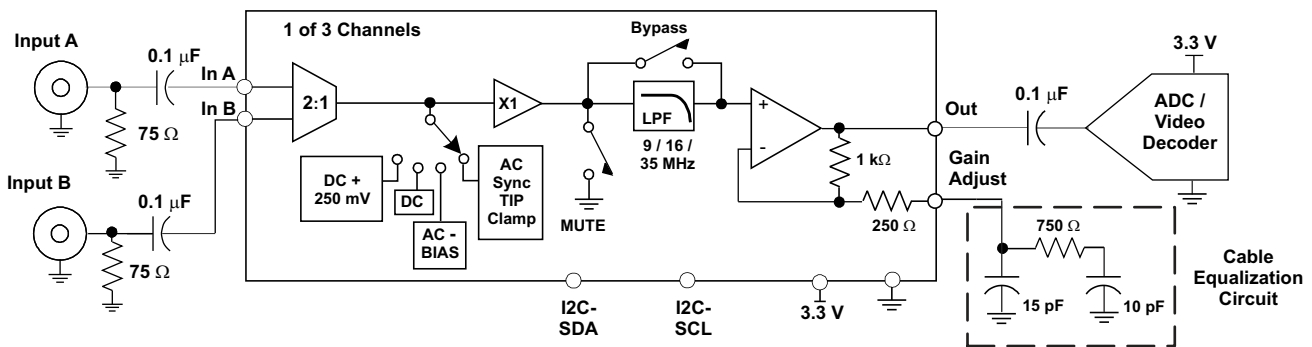 1 of 3 Channels
Input A
0.1 μF
In A
75 Ω
In B
2:1
Input B
0.1 μF
75 Ω
X1
Bypass
LPF
9 / 16 /
35 MHz
+
-
DC +
250 mV
DC
AC -
BIAS
AC
Sync
TIP
Clamp
MUTE
1 kΩ
250 Ω
Out
Gain
Adjust
0.1 μF
3.3 V
ADC /
Video
Decoder
750 Ω
15 pF
10 pF
Cable
Equalization
Circuit
I2C-
SDA
I2C-
SCL
3.3 V